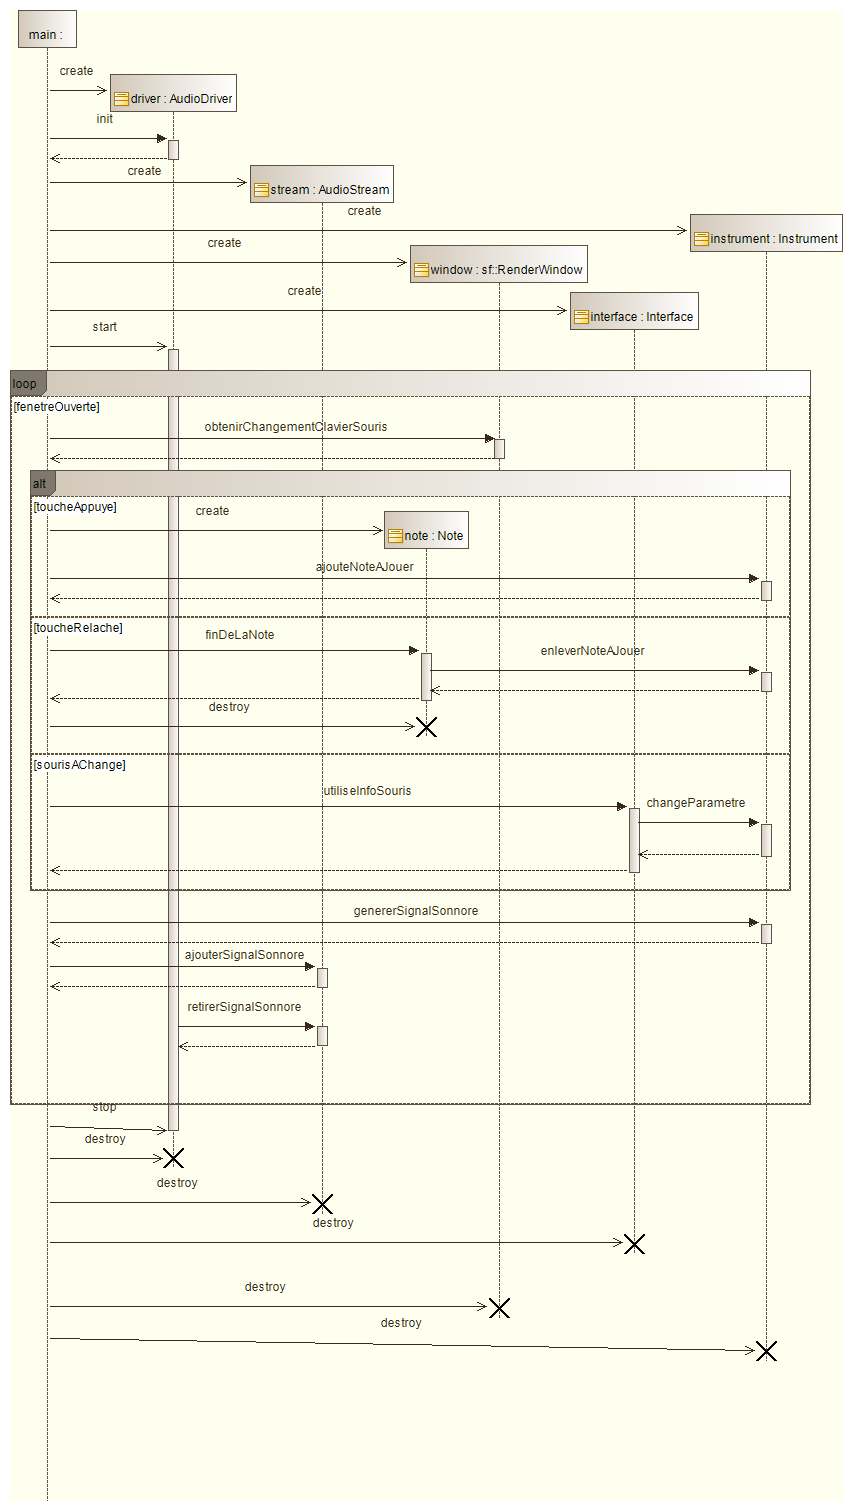 main :
create
driver : AudioDriver
init
create
stream : AudioStream
create
instrument : Instrument
create
window : sf::RenderWindow
create
interface : Interface
start
loop
[fenetreOuverte]
obtenirChangementClavierSouris
alt
[toucheAppuye]
create
note : Note
ajouteNoteAJouer
[toucheRelache]
finDeLaNote
enleverNoteAJouer
destroy
[sourisAChange]
utiliseInfoSouris
changeParametre
genererSignalSonnore
ajouterSignalSonnore
retirerSignalSonnore
stop
destroy
destroy
destroy
destroy
destroy